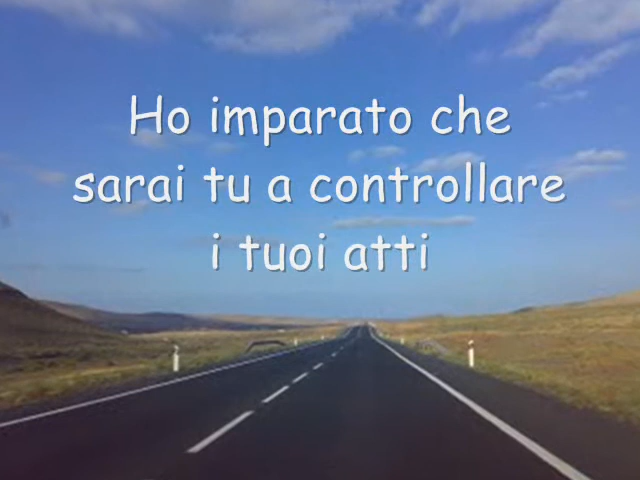 Ho imparato che
sarai tu a controllare
i tuoi atti